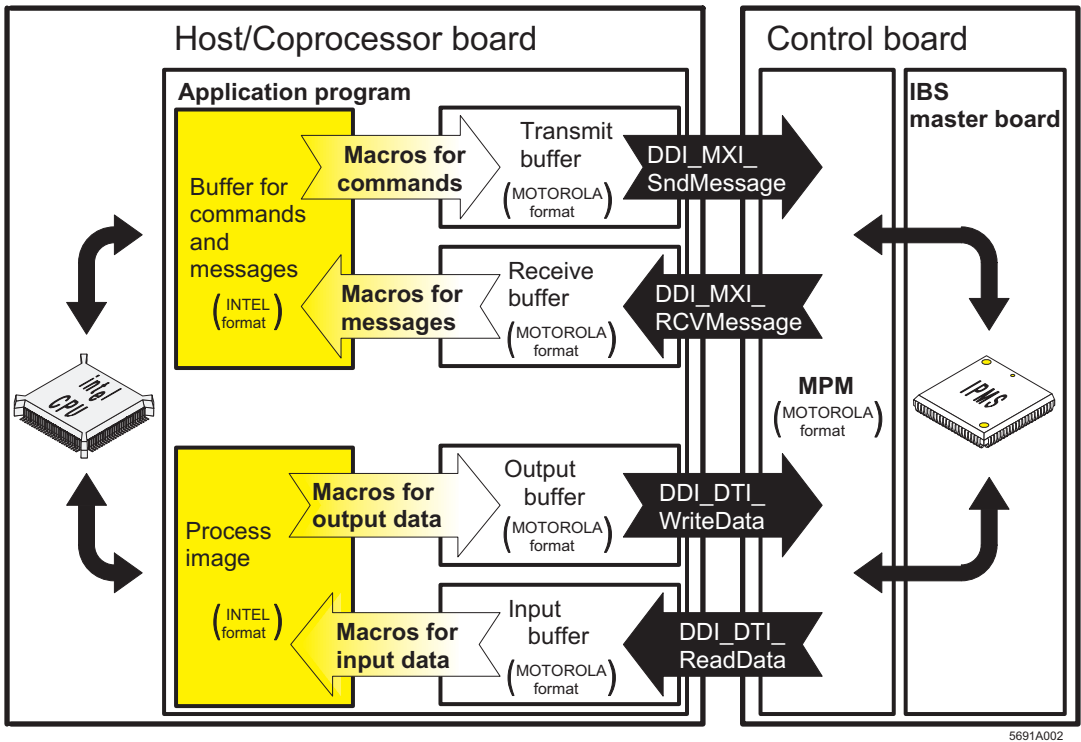 Host/Coprocessor board
Control board
Application program
IBS
master board
Buffer for
commands
and
messages
(INTEL
format)
Macros for
commands
Transmit
buffer
(MOTOROLA
format)
DDI_MXI_
SndMessage
Macros for
messages
Receive
buffer
(MOTOROLA
format)
DDI_MXI_
RCVMessage
intel
CPU
MPM
(MOTOROLA
format)
IPMS
Process
image
(INTEL
format)
Macros for
output data
Output
buffer
(MOTOROLA
format)
DDI_DTI_
WriteData
Macros for
input data
Input
buffer
(MOTOROLA
format)
DDI_DTI_
ReadData
5691A002